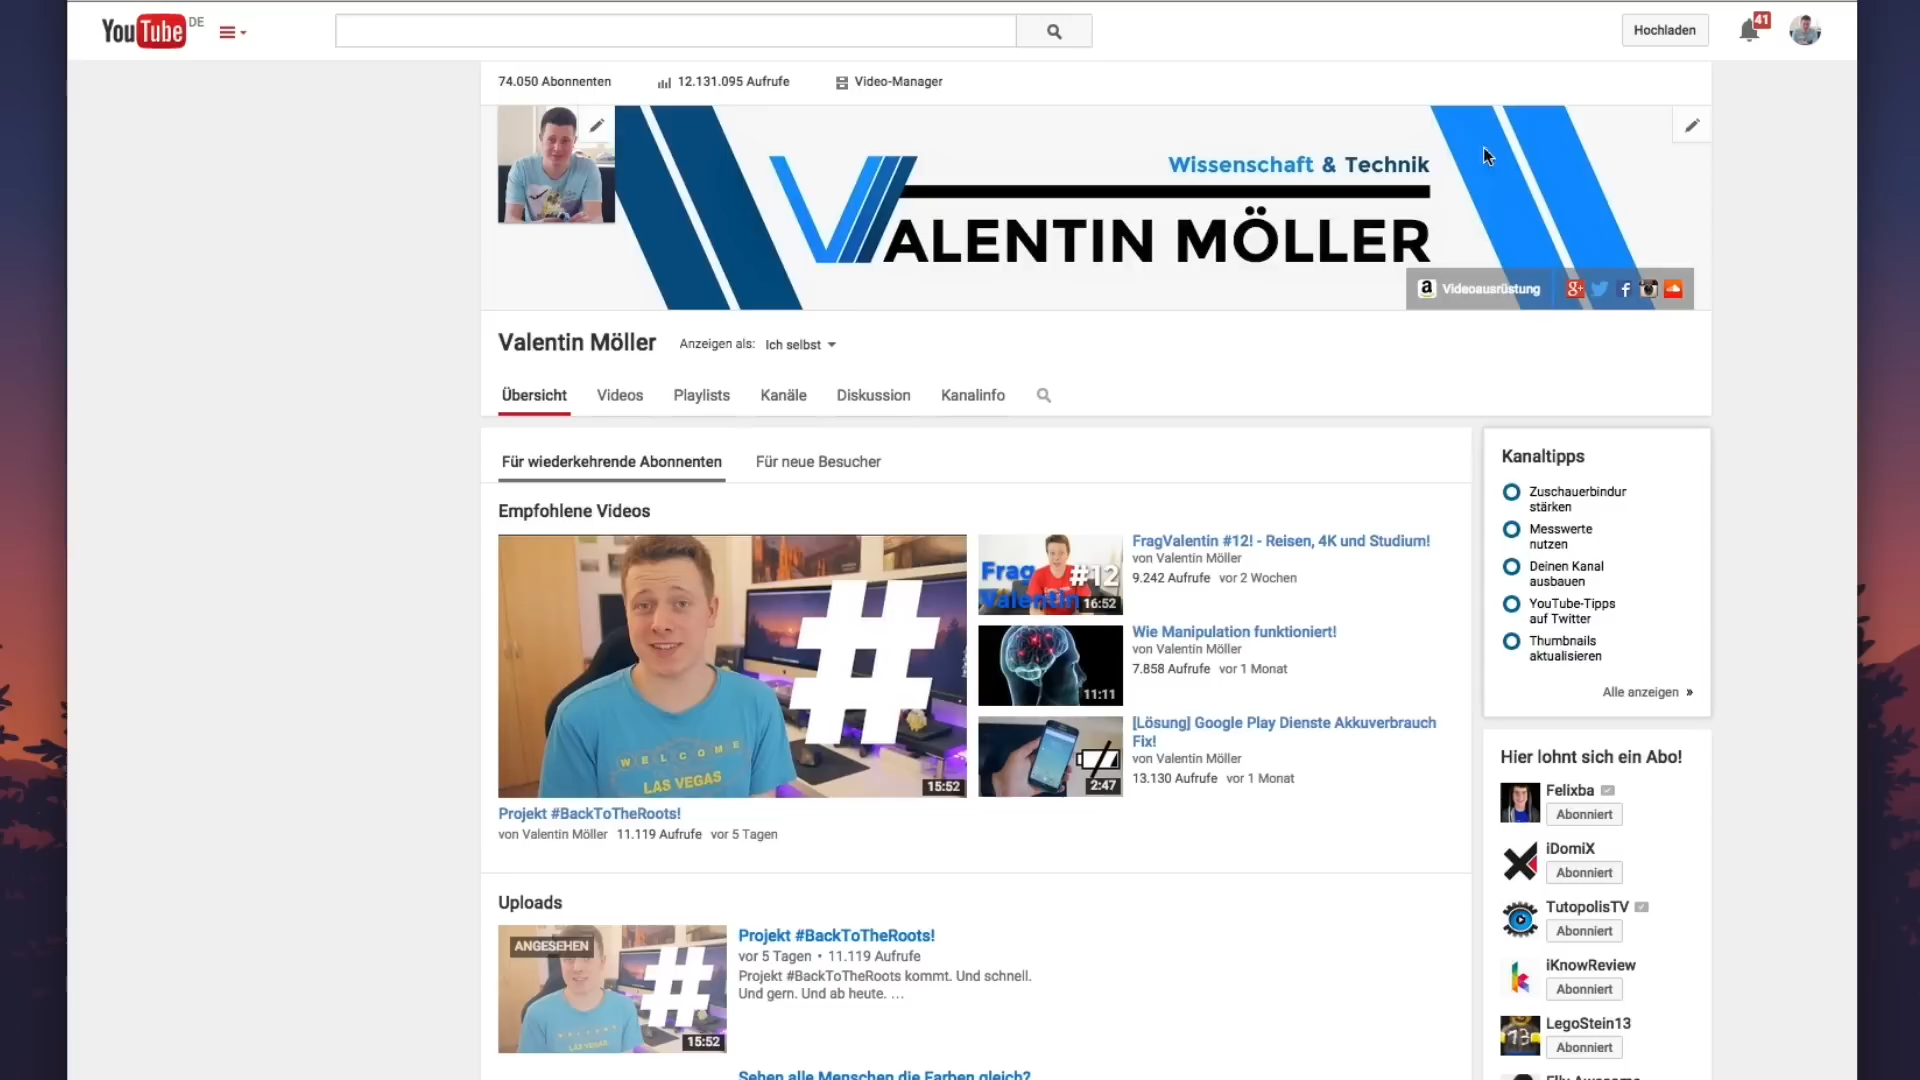 YouTube DE
Hochladen
41
74.050 Abonnenten
12.131.095 Aufrufe
Video-Manager
Wissenschaft & Technik
VALENTIN MÖLLER
Videoausrüstung
Valentin Möller
Anzeigen als: Ich selbst
Übersicht
Videos
Playlists
Kanäle
Diskussion
Kanalinfo
Für wiederkehrende Abonnenten
Für neue Besucher
Empfohlene Videos
#
WELCOME
LAS VEGAS
15:52
Projekt #BackToTheRoots!
von Valentin Möller 11.119 Aufrufe vor 5 Tagen
Frag
#12
Valentin
16:52
FragValentin #12! - Reisen, 4K und Studium!
von Valentin Möller
9.242 Aufrufe vor 2 Wochen
11:11
Wie Manipulation funktioniert!
von Valentin Möller
7.858 Aufrufe vor 1 Monat
2:47
[Lösung] Google Play Dienste Akkuverbrauch
Fix!
von Valentin Möller
13.130 Aufrufe vor 1 Monat
Uploads
ANGESEHEN
#
LAS VEGAS
15:52
Projekt #BackToTheRoots!
vor 5 Tagen • 11.119 Aufrufe
Projekt #BackToTheRoots kommt. Und schnell.
Und gern. Und ab heute. ...
Sehen alle Menschen die Farben gleich?
Kanaltipps
Zuschauerbindur
stärken
Messwerte
nutzen
Deinen Kanal
ausbauen
YouTube-Tipps
auf Twitter
Thumbnails
aktualisieren
Alle anzeigen »
Hier lohnt sich ein Abo!
Felixba
Abonniert
iDomiX
Abonniert
TutopolisTV
Abonniert
iKnowReview
Abonniert
LegoStein13
Abonniert